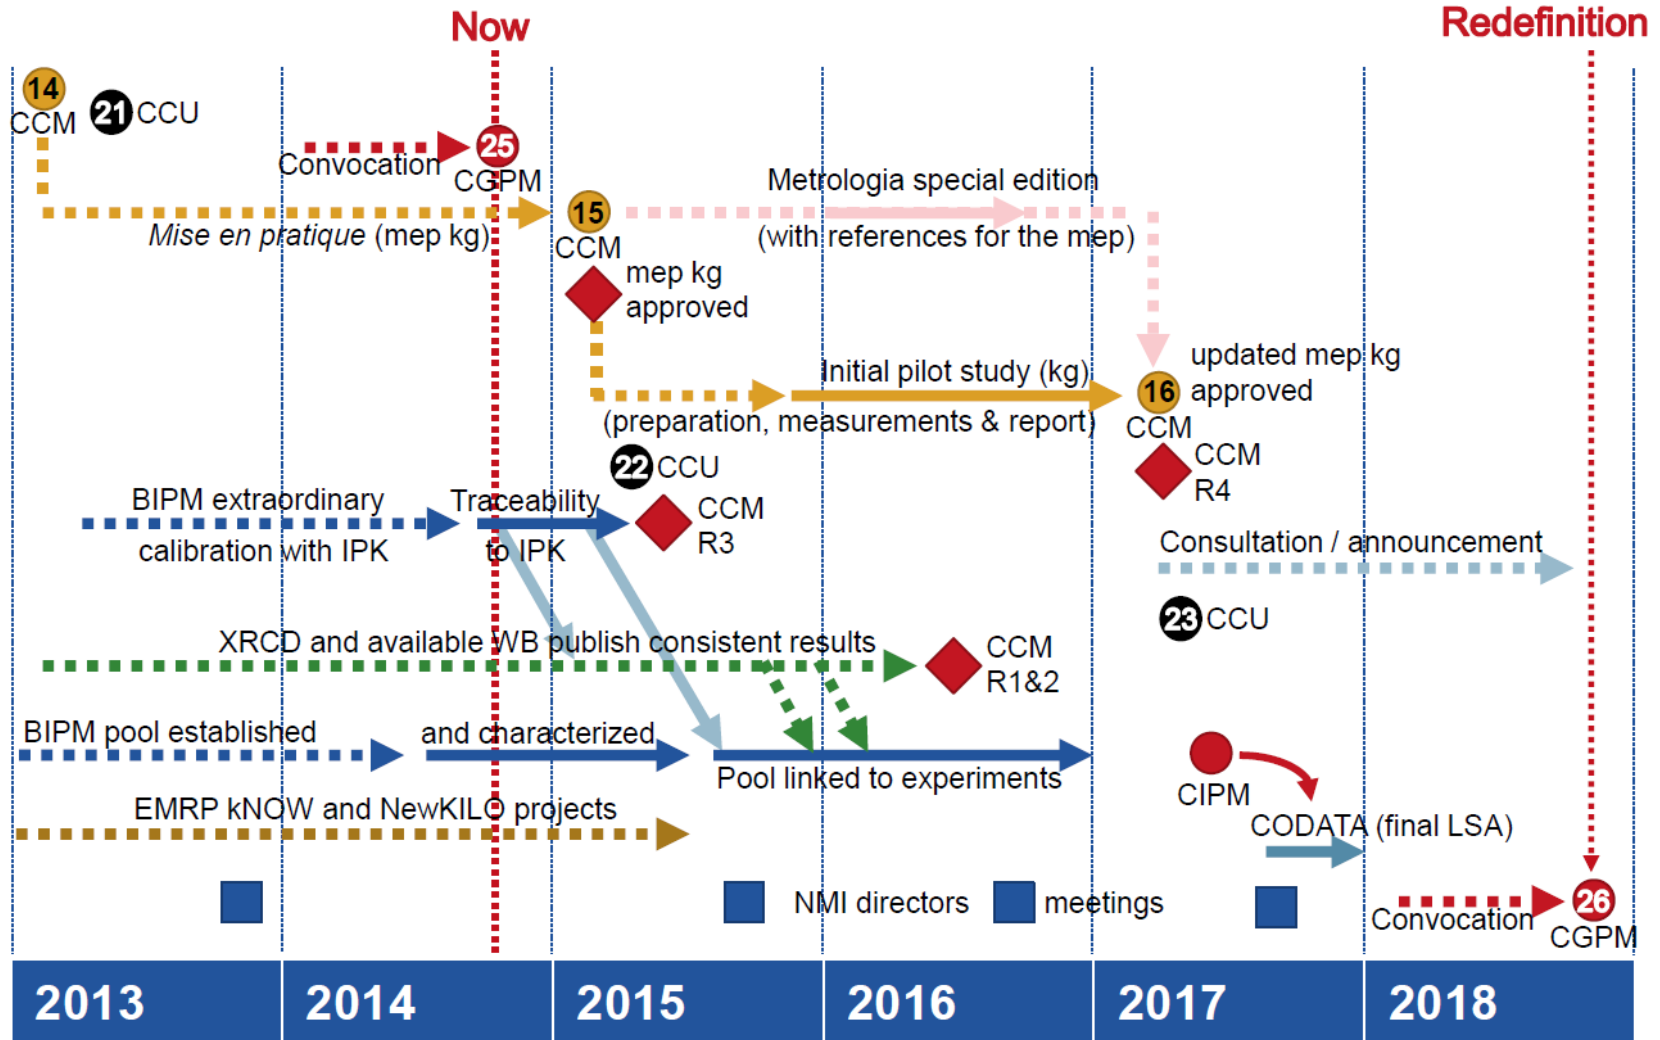 Now
Redefinition
14
CCM
21 CCU
Convocation
25
CGPM
Mise en pratique (mep kg)
15
CCM
Metrologia special edition
(with references for the mep)
mep kg
approved
Initial pilot study (kg)
(preparation, measurements & report)
updated mep kg
approved
16
CCM
22 CCU
CCM
R4
BIPM extraordinary
calibration with IPK
Traceability
to IPK
CCM
R3
Consultation / announcement
23 CCU
XRCD and available WB publish consistent results
CCM
R1&2
BIPM pool established
and characterized
Pool linked to experiments
CIPM
EMRP kNOW and NewKILO projects
CODATA (final LSA)
NMI directors
meetings
Convocation
26
CGPM
2013
2014
2015
2016
2017
2018